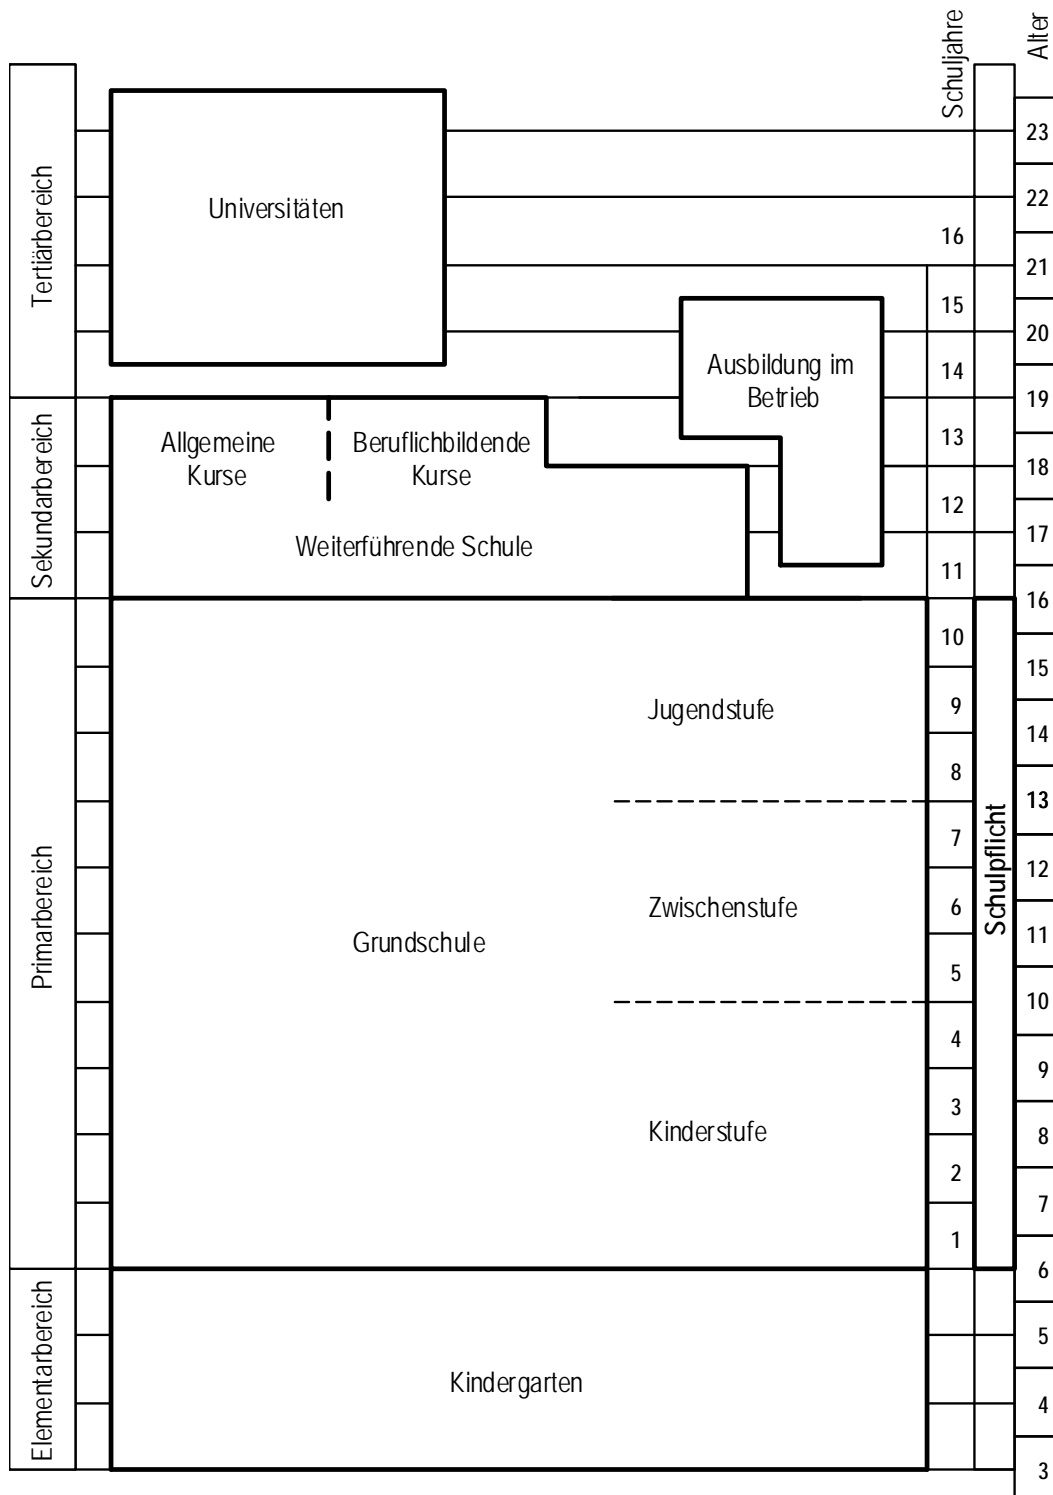 Schuljahre
Alter
Tertiärbereich
Universitäten
23
22
16
21
15
20
Ausbildung im
Betrieb
14
19
Sekundarbereich
Allgemeine
Kurse
Beruflichbildende
Kurse
13
18
12
17
Weiterführende Schule
11
16
Primarbereich
10
15
Jugendstufe
9
14
8
13
Schulpflicht
7
12
Zwischenstufe
6
11
Grundschule
5
10
4
9
3
Kinderstufe
8
2
7
1
6
Elementarbereich
5
Kindergarten
4
3